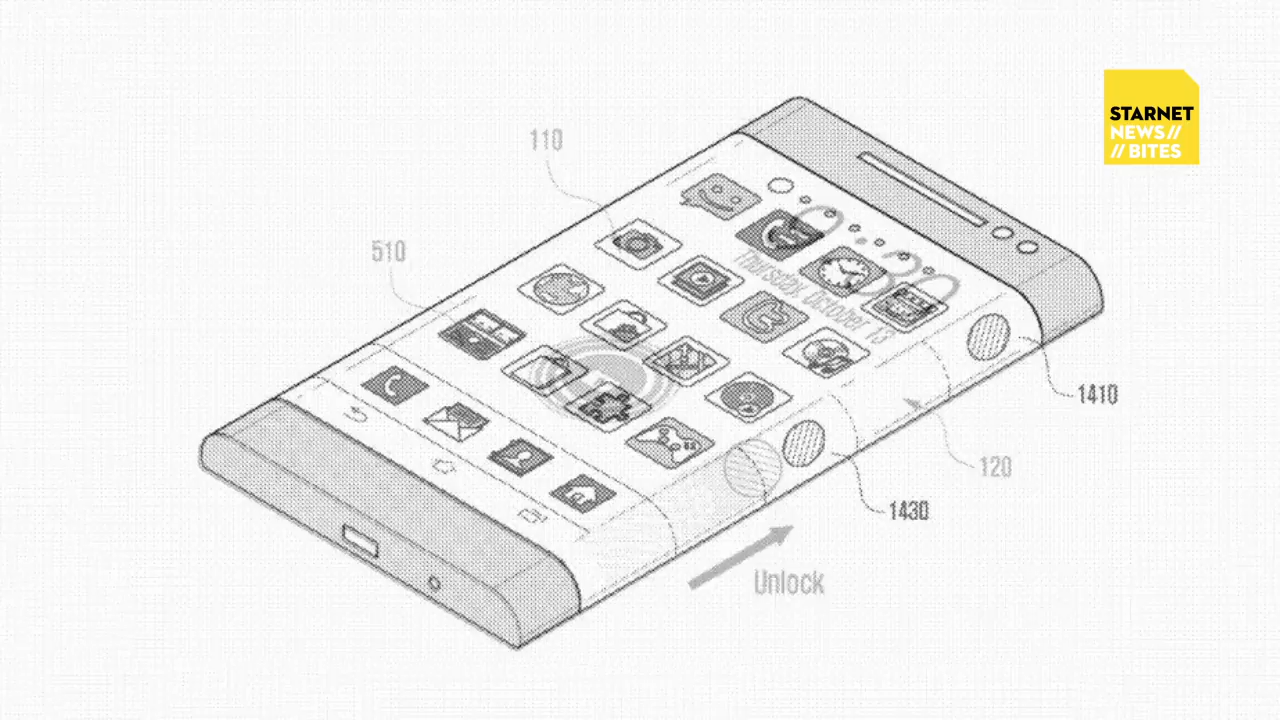 STARNET
NEWS//
// BITES
110
510
Thursday, october 13
1410
120
1430
Unlock